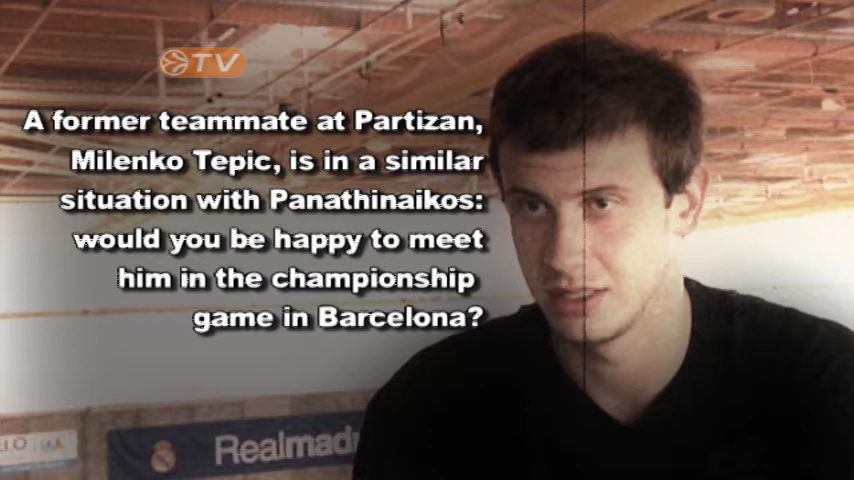 TV
A former teammate at Partizan,
Milenko Tepic, is in a similar
situation with Panathinaikos:
would you be happy to meet
him in the championship
game in Barcelona?
Realmad